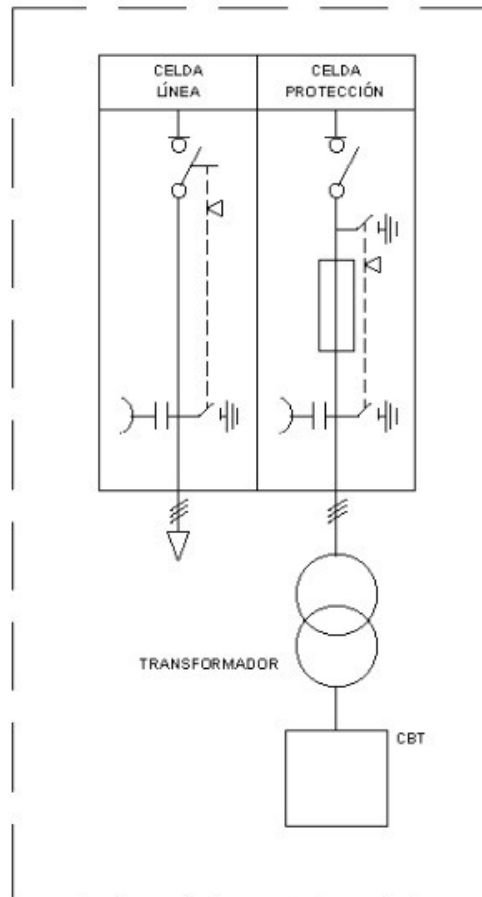 CELDA
LÍNEA
CELDA
PROTECCIÓN
TRANSFORMADOR
CBT